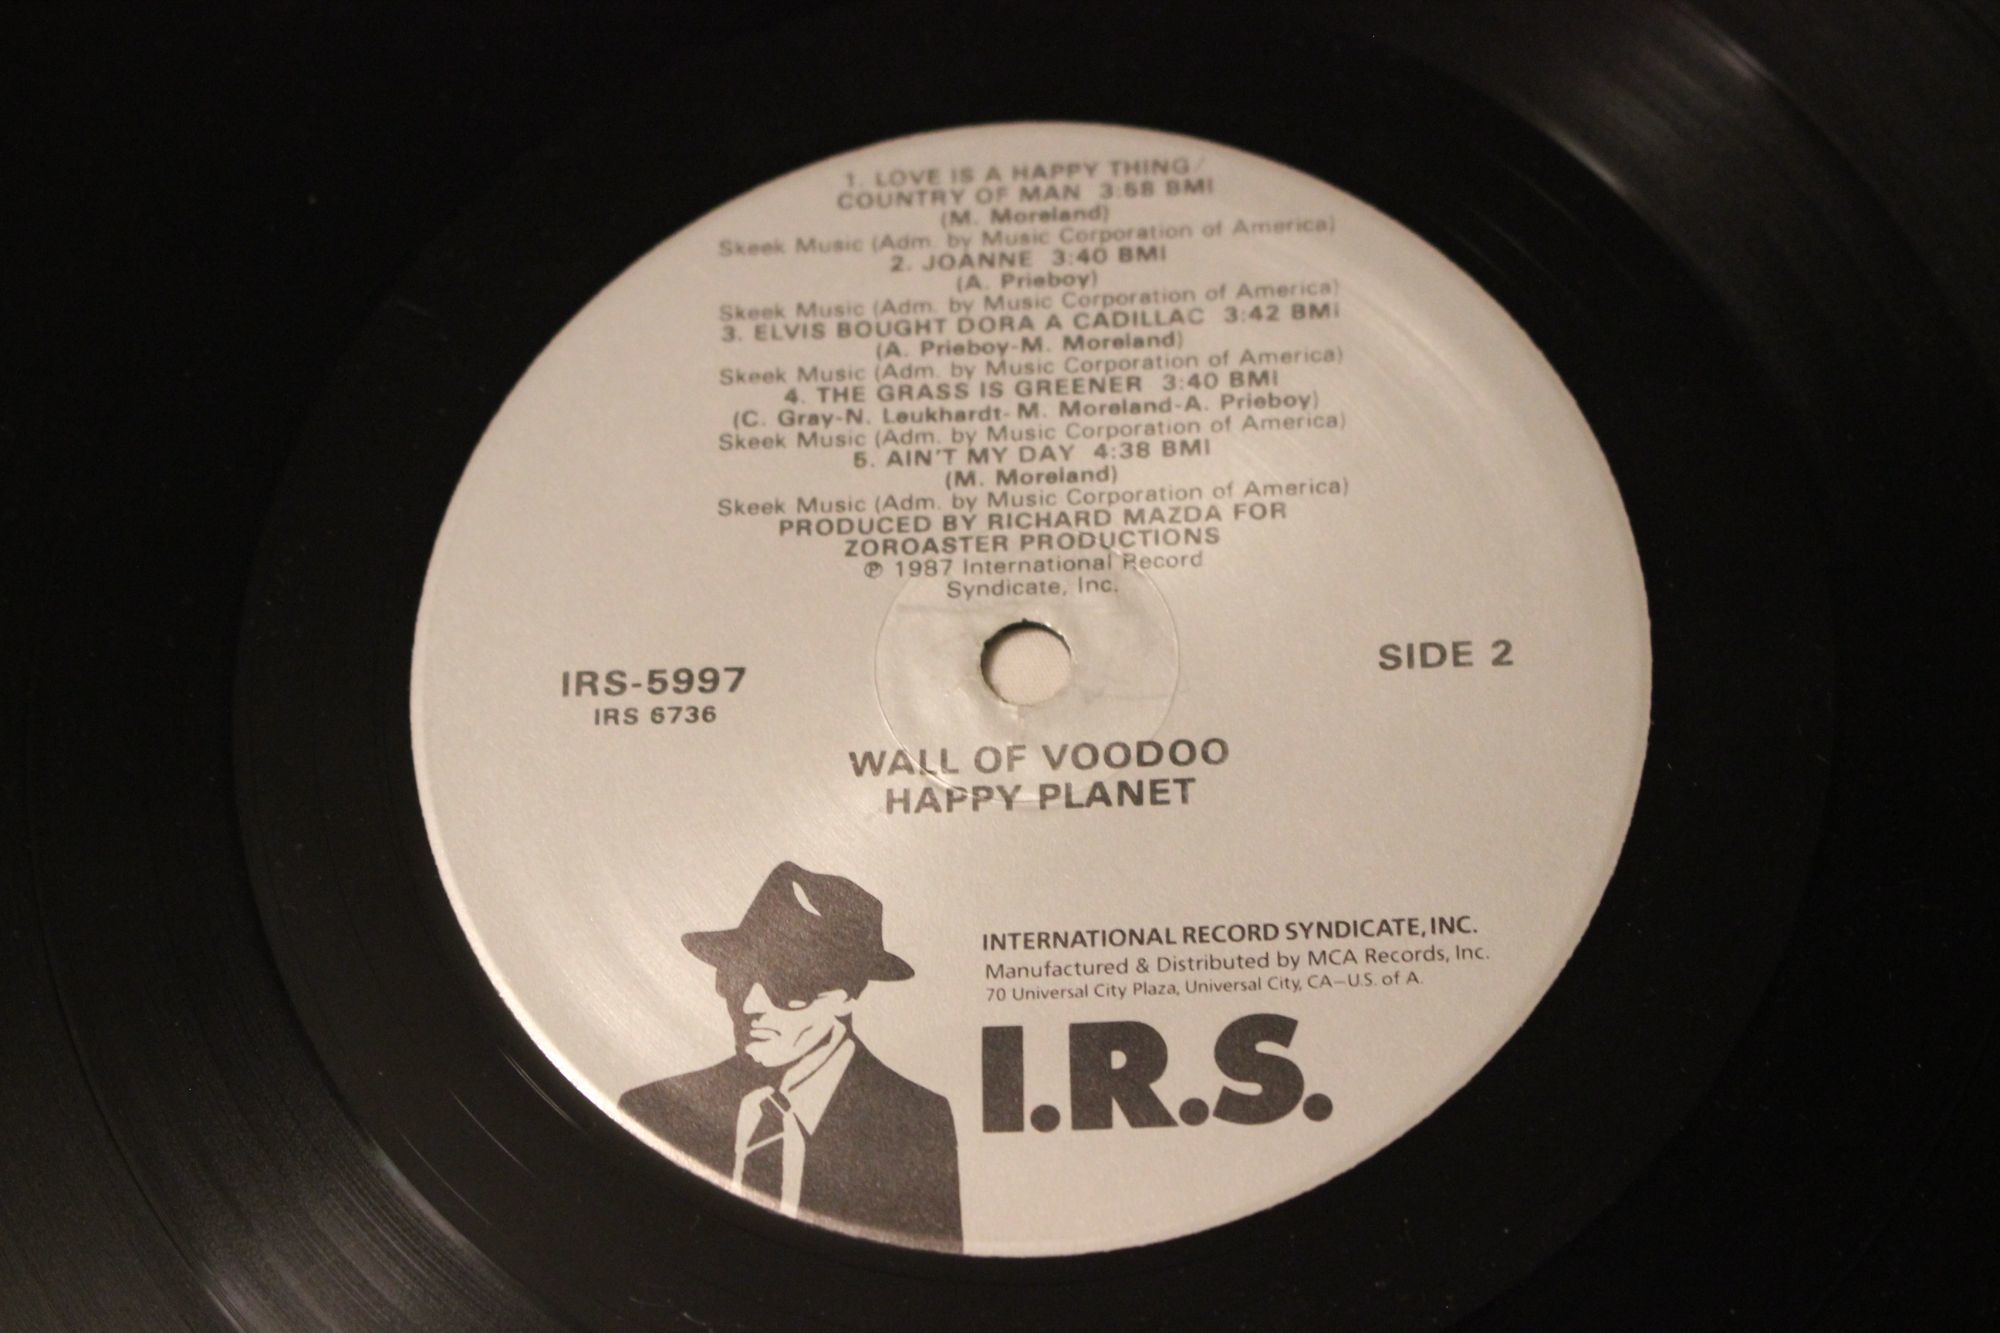 1. LOVE IS A HAPPY THING/
COUNTRY OF MAN 3:58 BMI
(M. Moreland)
Skeek Music (Adm. by Music Corporation of America)
2. JOANNE 3:40 BMI
(A. Prieboy)
Skeek Music (Adm. by Music Corporation of America)
3. ELVIS BOUGHT DORA A CADILLAC 3:42 BMI
(A. Prieboy-M. Moreland)
Skeek Music (Adm. by Music Corporation of America)
4. THE GRASS IS GREENER 3:40 BMI
(C. Gray-N. Leukhardt-M. Moreland-A. Prieboy)
Skeek Music (Adm. by Music Corporation of America)
5. AIN'T MY DAY 4:38 BMI
(M. Moreland)
Skeek Music (Adm. by Music Corporation of America)
PRODUCED BY RICHARD MAZDA FOR
ZOROASTER PRODUCTIONS
℗ 1987 International Record
Syndicate, Inc.
IRS-5997
IRS 6736
SIDE 2
WALL OF VOODOO
HAPPY PLANET
INTERNATIONAL RECORD SYNDICATE, INC.
Manufactured & Distributed by MCA Records, Inc.
70 Universal City Plaza, Universal City, CA—U.S. of A.
I.R.S.